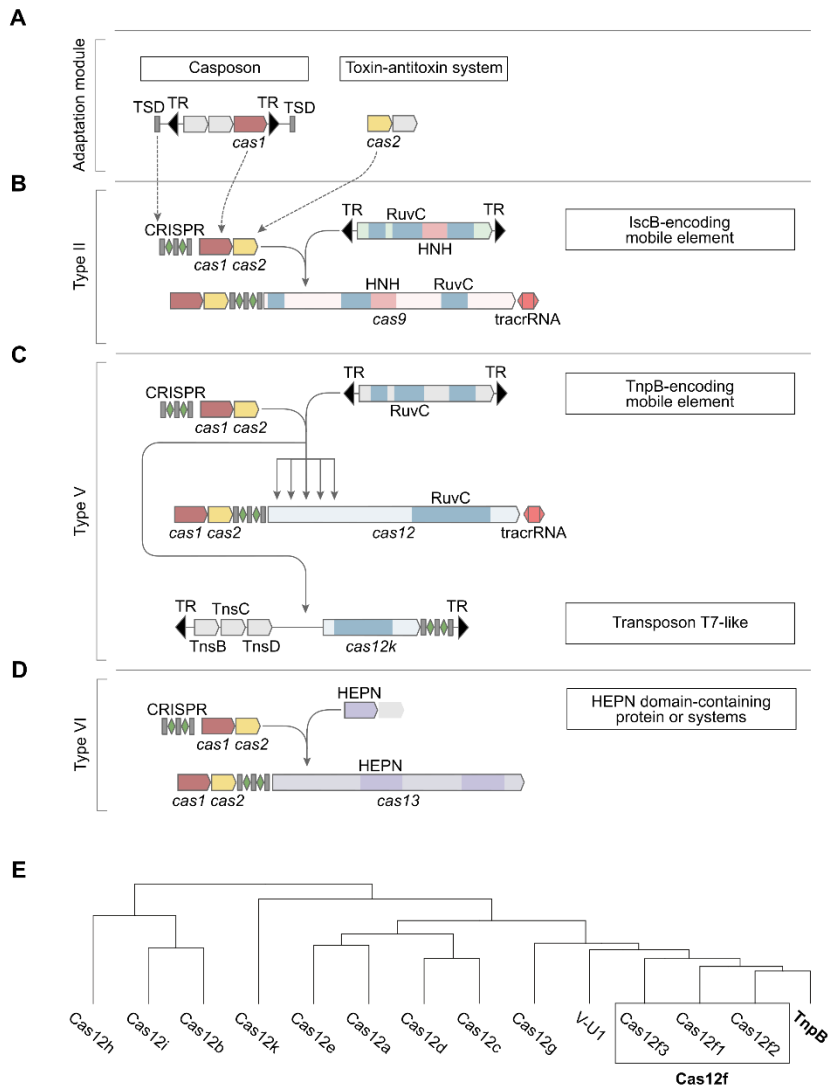 A
Adaptation module
Casposon
Toxin-antitoxin system
TSD
TR
TR
TSD
cas1
cas2
B
Type II
CRISPR
cas1 cas2
TR
RuvC
TR
HNH
IscB-encoding
mobile element
HNH
RuvC
cas9
tracrRNA
C
Type V
CRISPR
cas1 cas2
TR
TR
RuvC
TnpB-encoding
mobile element
RuvC
cas1 cas2
cas12
tracrRNA
TR
TnsC
TR
TnsB
TnsD
cas12k
Transposon T7-like
D
Type VI
CRISPR
cas1 cas2
HEPN
HEPN domain-containing
protein or systems
HEPN
cas1 cas2
cas13
E
Cas12h
Cas12i
Cas12b
Cas12k
Cas12e
Cas12a
Cas12d
Cas12c
Cas12g
V-U1
Cas12f3
Cas12f1
Cas12f2
TnpB
Cas12f